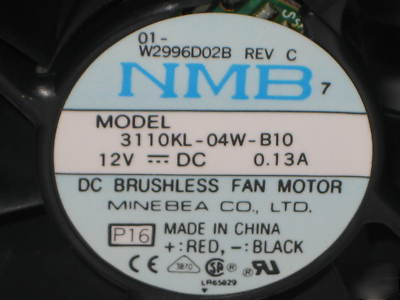 01-
W2996D02B REV C
NMB 7
MODEL
3110KL-04W-B10
12V ⎓ DC 0.13A
DC BRUSHLESS FAN MOTOR
MINEBEA CO., LTD.
P16 MADE IN CHINA
+:RED, -:BLACK
LR65829